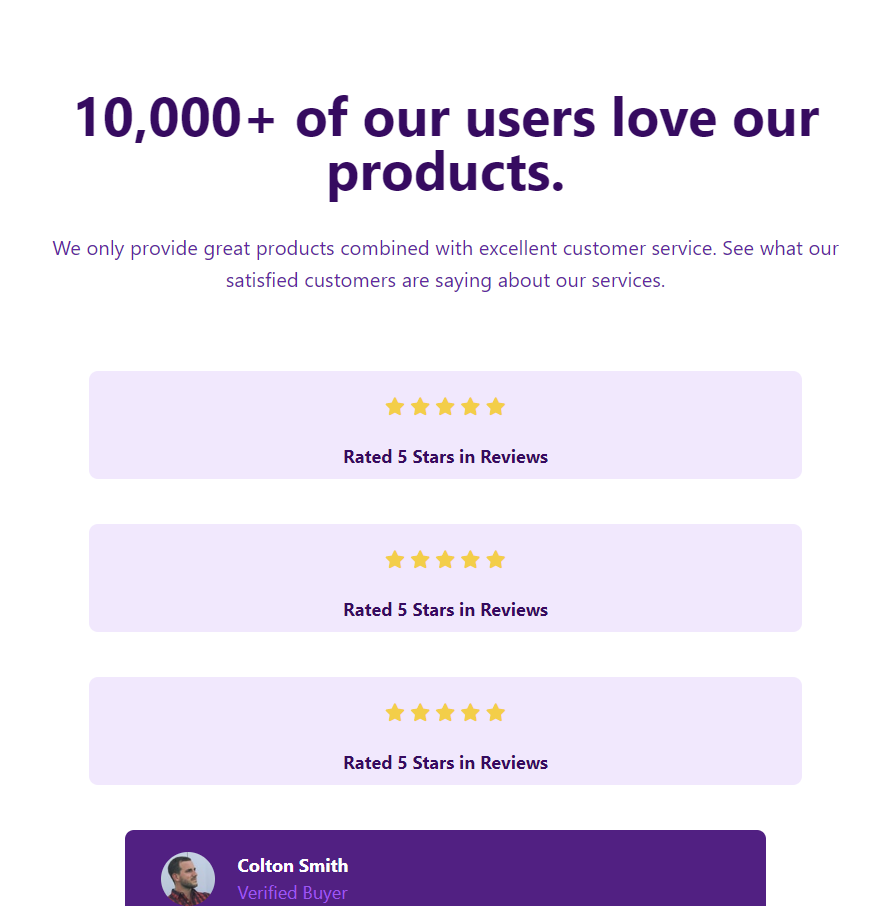 10,000+ of our users love our
products.
We only provide great products combined with excellent customer service. See what our
satisfied customers are saying about our services.
Rated 5 Stars in Reviews
Rated 5 Stars in Reviews
Rated 5 Stars in Reviews
Colton Smith
Verified Buyer